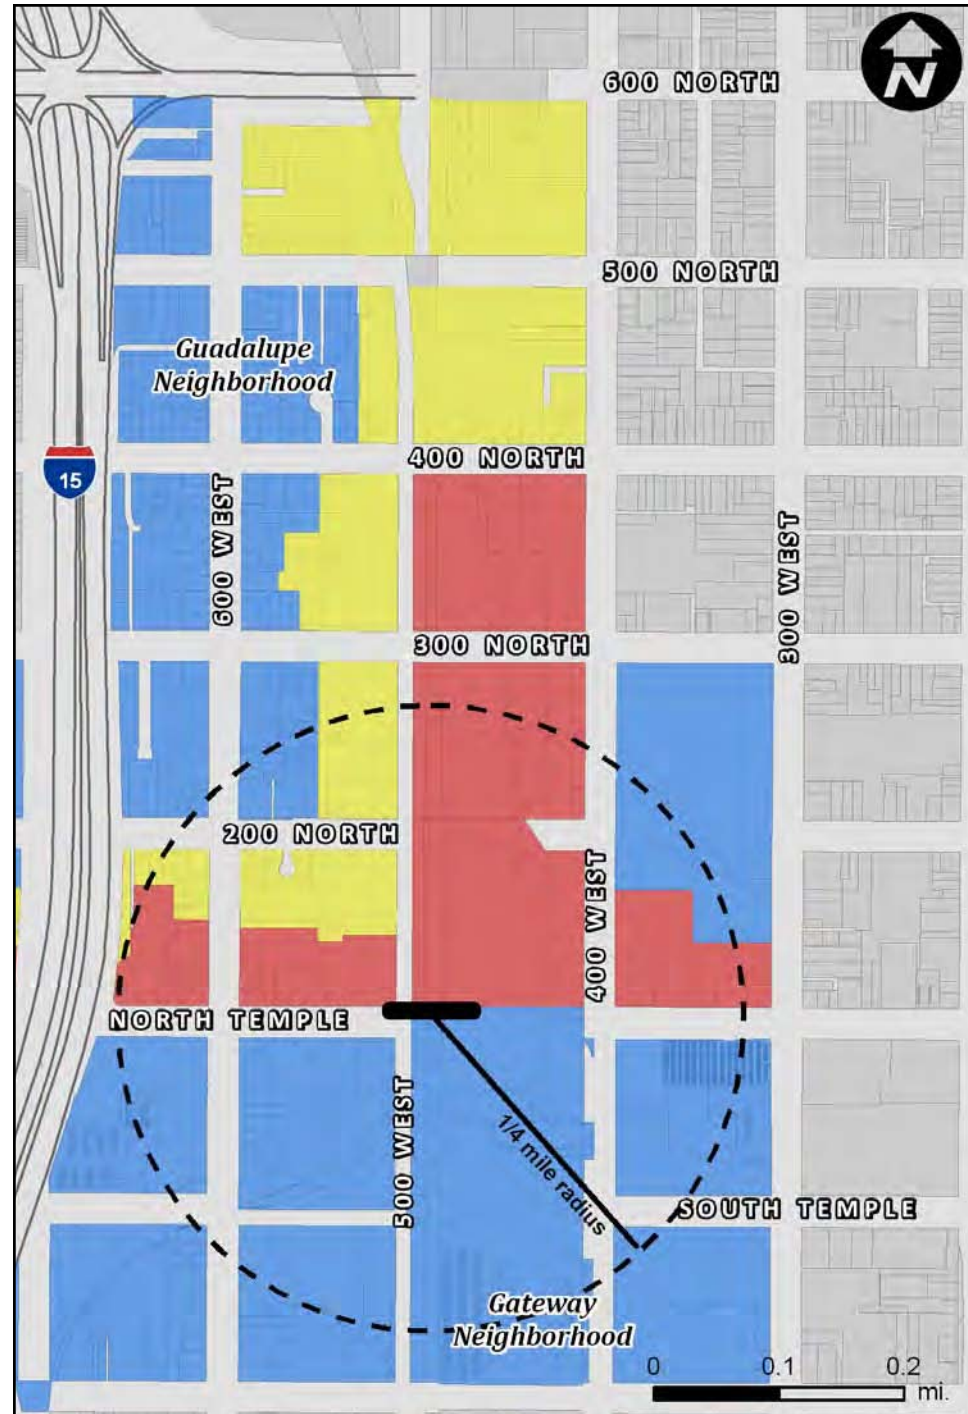 N
600 NORTH
500 NORTH
Guadalupe
Neighborhood
400 NORTH
15
600 WEST
300 WEST
300 NORTH
200 NORTH
400 WEST
NORTH TEMPLE
500 WEST
1/4 mile radius
SOUTH TEMPLE
Gateway
Neighborhood
0 0.1 0.2
mi.